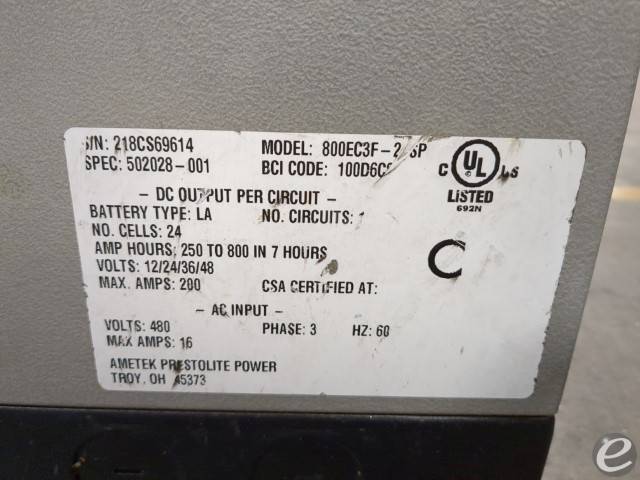 S/N: 218CS69614
SPEC: 502028-001
MODEL: 800EC3F-2 SP
BCI CODE: 100D6C
C UL US
LISTED
692N
- DC OUTPUT PER CIRCUIT -
BATTERY TYPE: LA NO. CIRCUITS: 1
NO. CELLS: 24
AMP HOURS: 250 TO 800 IN 7 HOURS
VOLTS: 12/24/36/48
MAX. AMPS: 200 CSA CERTIFIED AT:
C
- AC INPUT -
VOLTS: 480 PHASE: 3 HZ: 60
MAX AMPS: 16
AMETEK PRESTOLITE POWER
TROY, OH 45373
e